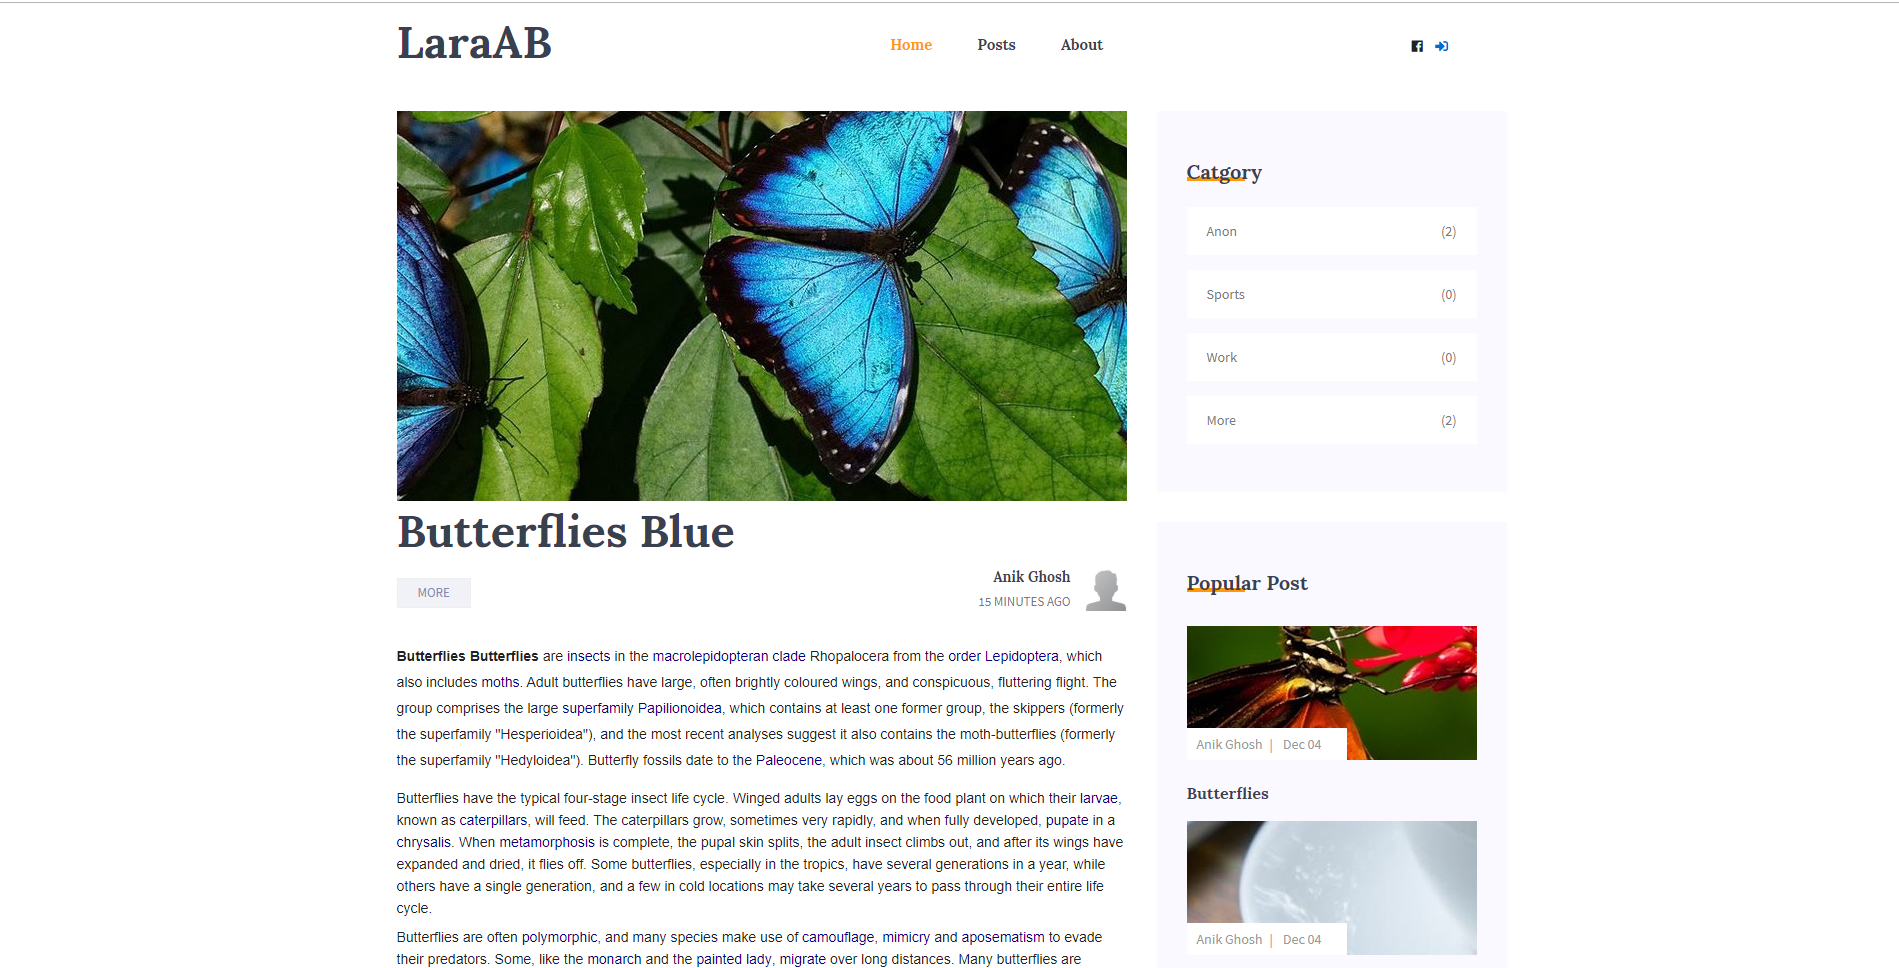 LaraAB
Home Posts About
Butterflies Blue
MORE
Anik Ghosh
15 MINUTES AGO
Butterflies Butterflies are insects in the macrolepidopteran clade Rhopalocera from the order Lepidoptera, which
also includes moths. Adult butterflies have large, often brightly coloured wings, and conspicuous, fluttering flight. The
group comprises the large superfamily Papilionoidea, which contains at least one former group, the skippers (formerly
the superfamily "Hesperioidea"), and the most recent analyses suggest it also contains the moth-butterflies (formerly
the superfamily "Hedyloidea"). Butterfly fossils date to the Paleocene, which was about 56 million years ago.
Butterflies have the typical four-stage insect life cycle. Winged adults lay eggs on the food plant on which their larvae,
known as caterpillars, will feed. The caterpillars grow, sometimes very rapidly, and when fully developed, pupate in a
chrysalis. When metamorphosis is complete, the pupal skin splits, the adult insect climbs out, and after its wings have
expanded and dried, it flies off. Some butterflies, especially in the tropics, have several generations in a year, while
others have a single generation, and a few in cold locations may take several years to pass through their entire life
cycle.
Butterflies are often polymorphic, and many species make use of camouflage, mimicry and aposematism to evade
their predators. Some, like the monarch and the painted lady, migrate over long distances. Many butterflies are
Catgory
Anon (2)
Sports (0)
Work (0)
More (2)
Popular Post
Anik Ghosh | Dec 04
Butterflies
Anik Ghosh | Dec 04